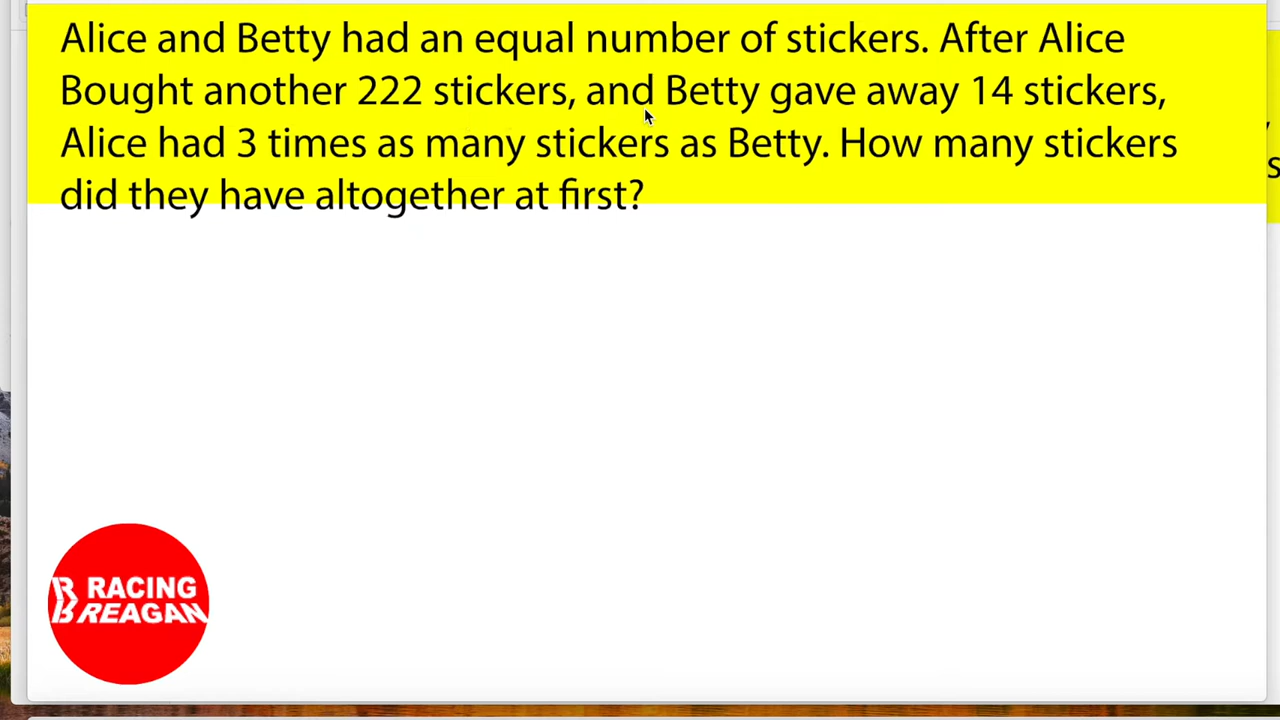 Alice and Betty had an equal number of stickers. After Alice
Bought another 222 stickers, and Betty gave away 14 stickers,
Alice had 3 times as many stickers as Betty. How many stickers
did they have altogether at first?
RACING
REAGAN